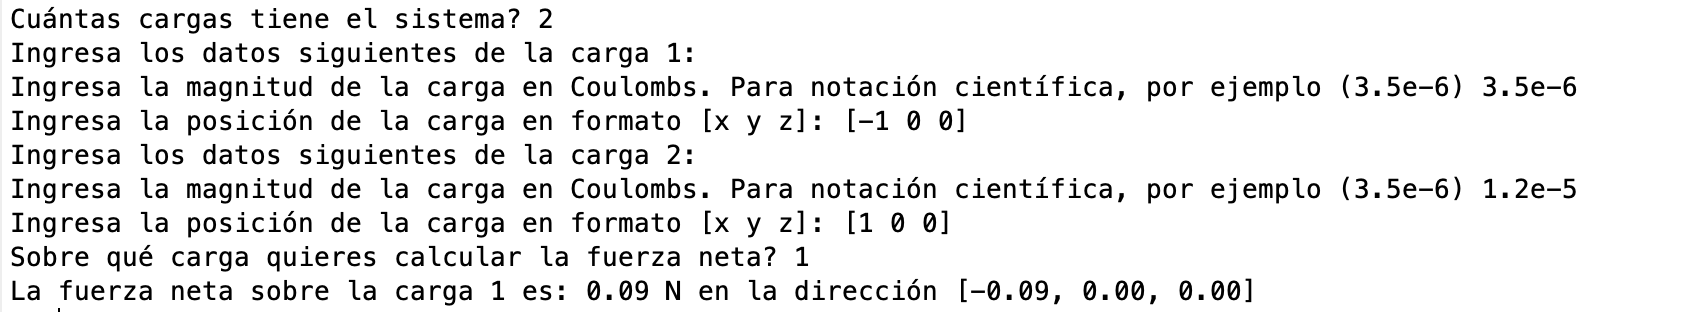 Cuántas cargas tiene el sistema? 2
Ingresa los datos siguientes de la carga 1:
Ingresa la magnitud de la carga en Coulombs. Para notación científica, por ejemplo (3.5e-6) 3.5e-6
Ingresa la posición de la carga en formato [x y z]: [-1 0 0]
Ingresa los datos siguientes de la carga 2:
Ingresa la magnitud de la carga en Coulombs. Para notación científica, por ejemplo (3.5e-6) 1.2e-5
Ingresa la posición de la carga en formato [x y z]: [1 0 0]
Sobre qué carga quieres calcular la fuerza neta? 1
La fuerza neta sobre la carga 1 es: 0.09 N en la dirección [-0.09, 0.00, 0.00]